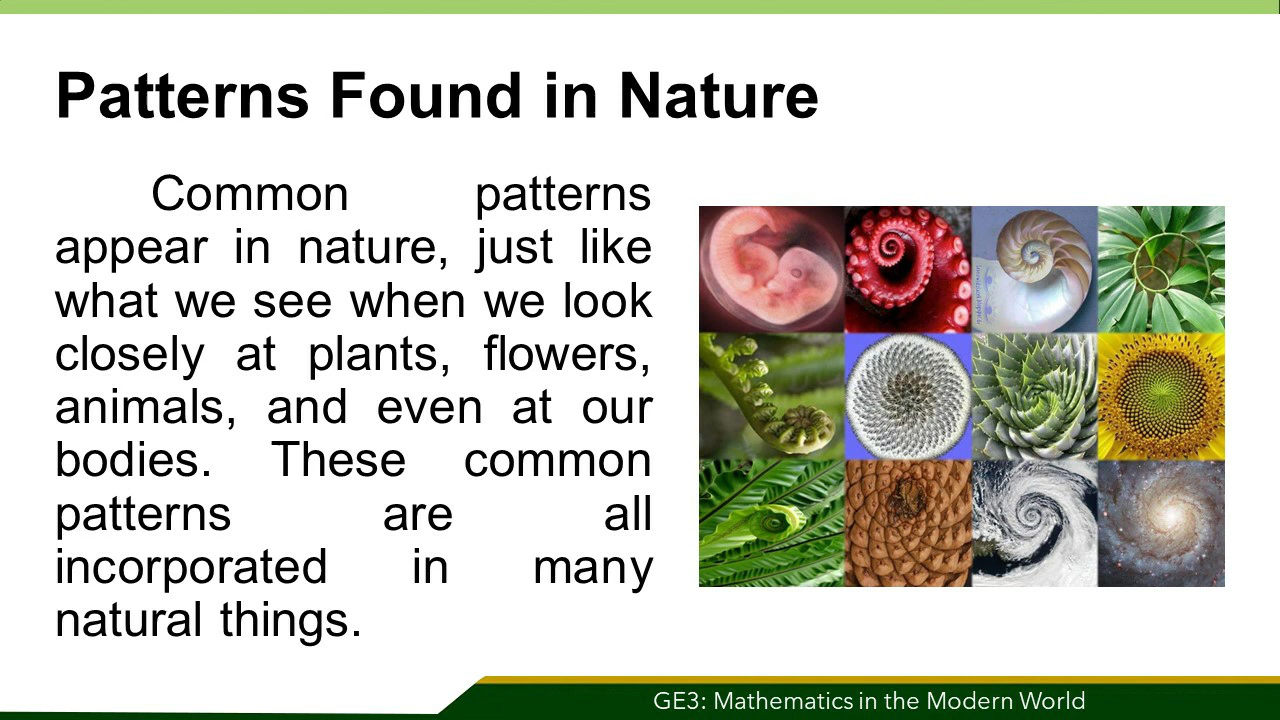 Patterns Found in Nature
Common patterns
appear in nature, just like
what we see when we look
closely at plants, flowers,
animals, and even at our
bodies. These common
patterns are all
incorporated in many
natural things.
GE3: Mathematics in the Modern World